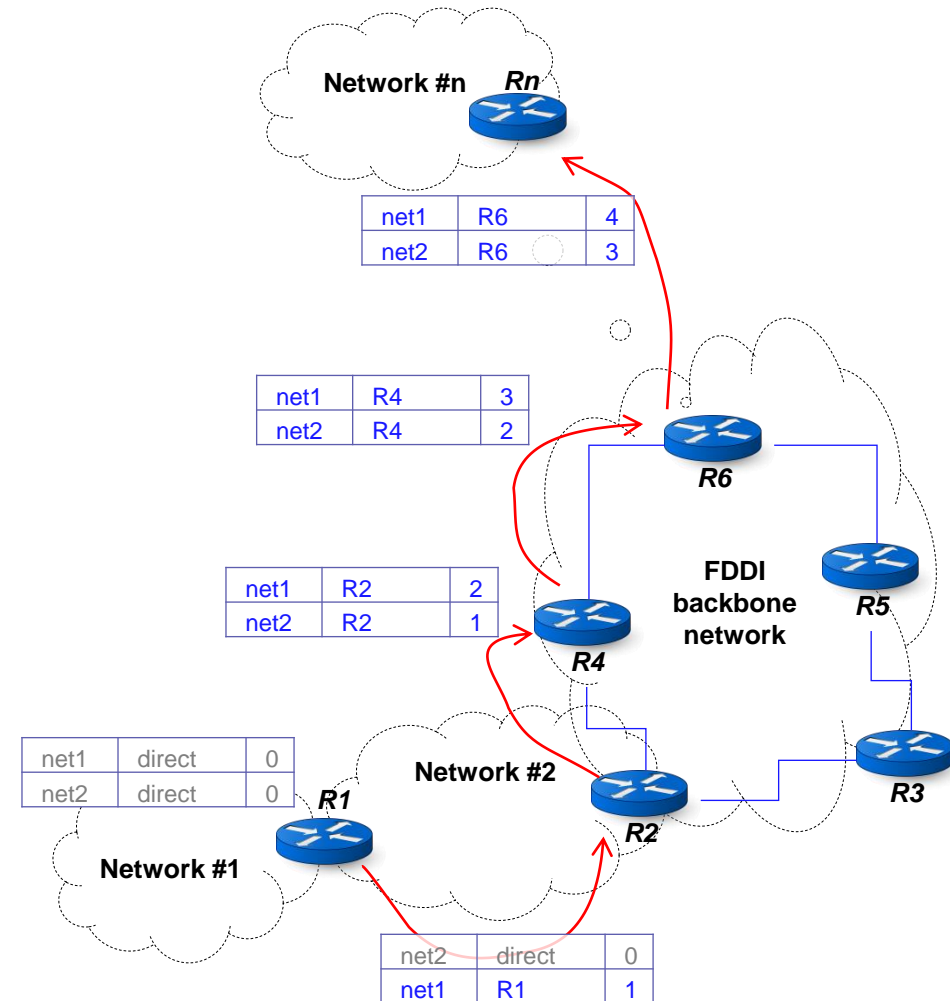 Network #n
Rn
net1 R6 4
net2 R6 3
net1 R4 3
net2 R4 2
R6
FDDI
backbone
network
R5
net1 R2 2
net2 R2 1
R4
net1 direct 0
net2 direct 0
R1
Network #2
R2
R3
Network #1
net2 direct 0
net1 R1 1